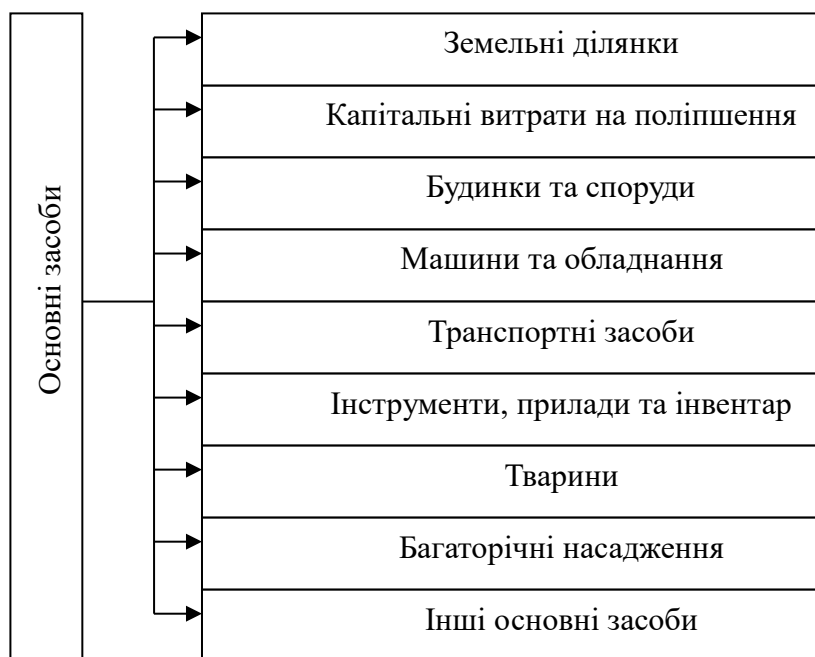 Основні засоби
Земельні ділянки
Капітальні витрати на поліпшення
Будинки та споруди
Машини та обладнання
Транспортні засоби
Інструменти, прилади та інвентар
Тварини
Багаторічні насадження
Інші основні засоби